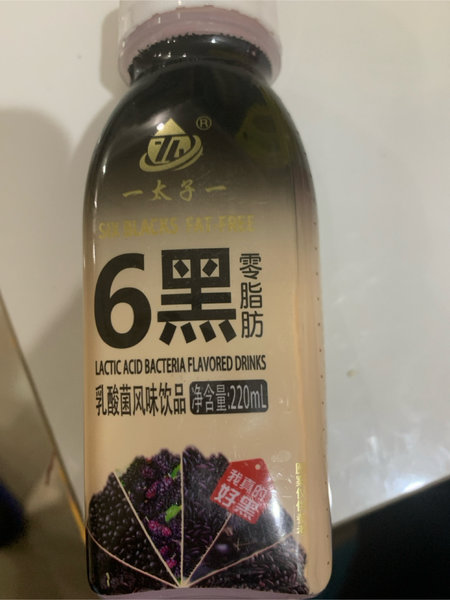 ®
一太子一
SIX BLACKS FAT FREE
6黑
零脂肪
LACTIC ACID BACTERIA FLAVORED DRINKS
乳酸菌风味饮品 净含量:220mL
我真的
好黑